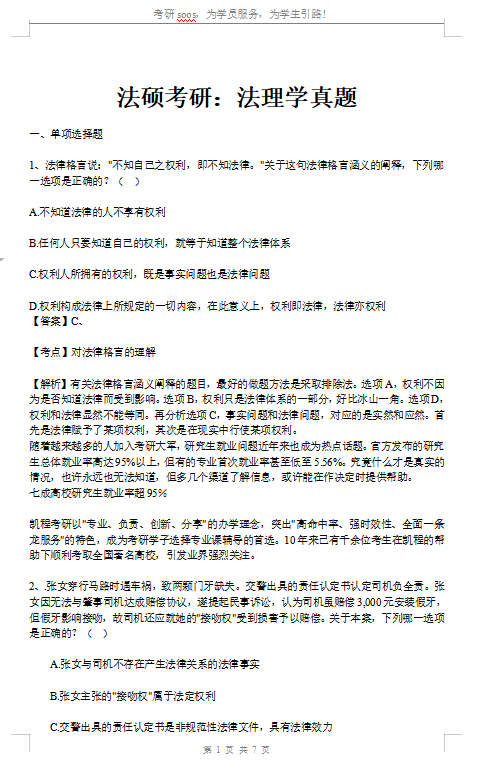 考研soos，为学员服务，为学生引路！
法硕考研：法理学真题
一、单项选择题
1、法律格言说："不知自己之权利，即不知法律。"关于这句法律格言涵义的阐释，下列哪
一选项是正确的？（ ）
A.不知道法律的人不享有权利
B.任何人只要知道自己的权利，就等于知道整个法律体系
C.权利人所拥有的权利，既是事实问题也是法律问题
D.权利构成法律上所规定的一切内容，在此意义上，权利即法律，法律亦权利
【答案】C、
【考点】对法律格言的理解
【解析】有关法律格言涵义阐释的题目，最好的做题方法是采取排除法。选项A，权利不因
为是否知道法律而受到影响。选项B，权利只是法律体系的一部分，好比冰山一角。选项D，
权利和法律显然不能等同。再分析选项C，事实问题和法律问题，对应的是实然和应然。首
先是法律赋予了某项权利，其次是在现实中行使某项权利。
随着越来越多的人加入考研大军，研究生就业问题近年来也成为热点话题。官方发布的研究
生总体就业率高达95%以上，但有的专业首次就业率甚至低至5.56%。究竟什么才是真实的
情况，也许永远也无法知道，但多几个渠道了解信息，或许能在作决定时提供帮助。
七成高校研究生就业率超95%
凯程考研以"专业、负责、创新、分享"的办学理念，突出"高命中率、强时效性、全面一条
龙服务"的特色，成为考研学子选择专业课辅导的首选。10年来已有千余位考生在凯程的帮
助下顺利考取全国著名高校，引发业界强烈关注。
2、.张女穿行马路时遇车祸，致两颗门牙缺失。交警出具的责任认定书认定司机负全责。张
女因无法与肇事司机达成赔偿协议，遂提起民事诉讼，认为司机虽赔偿3,000元安装假牙，
但假牙影响接吻，故司机还应就她的"接吻权"受到损害予以赔偿。关于本案，下列哪一选项
是正确的？（ ）
A.张女与司机不存在产生法律关系的法律事实
B.张女主张的"接吻权"属于法定权利
C.交警出具的责任认定书是非规范性法律文件，具有法律效力
第 1 页 共 7 页